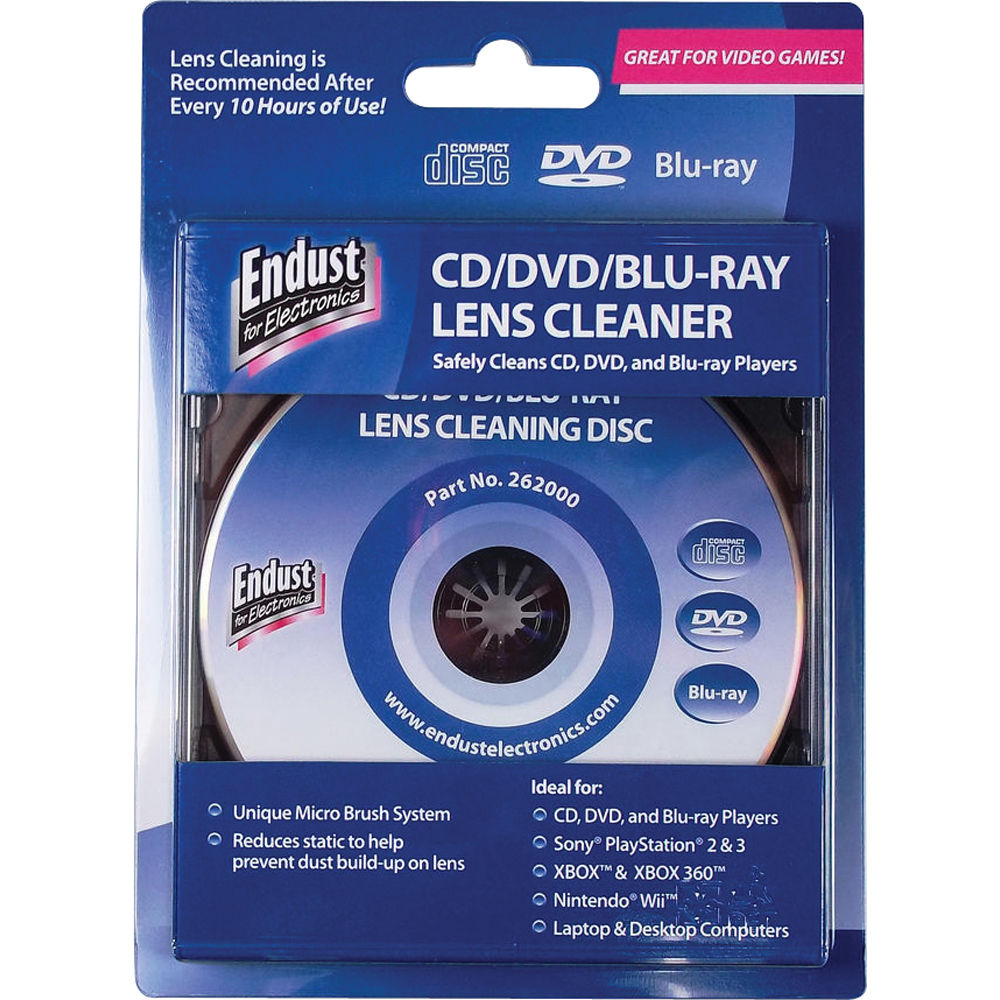 Lens Cleaning is
Recommended After
Every 10 Hours of Use!
GREAT FOR VIDEO GAMES!
COMPACT
disc
DVD
Blu-ray
Endust
for Electronics
CD/DVD/BLU-RAY
LENS CLEANER
Safely Cleans CD, DVD, and Blu-ray Players
CD/DVD/BLU-RAY
LENS CLEANING DISC
Part No. 262000
Endust
for Electronics
COMPACT
disc
DVD
Blu-ray
www.endustelectronics.com
Unique Micro Brush System
Reduces static to help
prevent dust build-up on lens
Ideal for:
CD, DVD, and Blu-ray Players
Sony® PlayStation® 2 & 3
XBOX™ & XBOX 360™
Nintendo® Wii™
Laptop & Desktop Computers